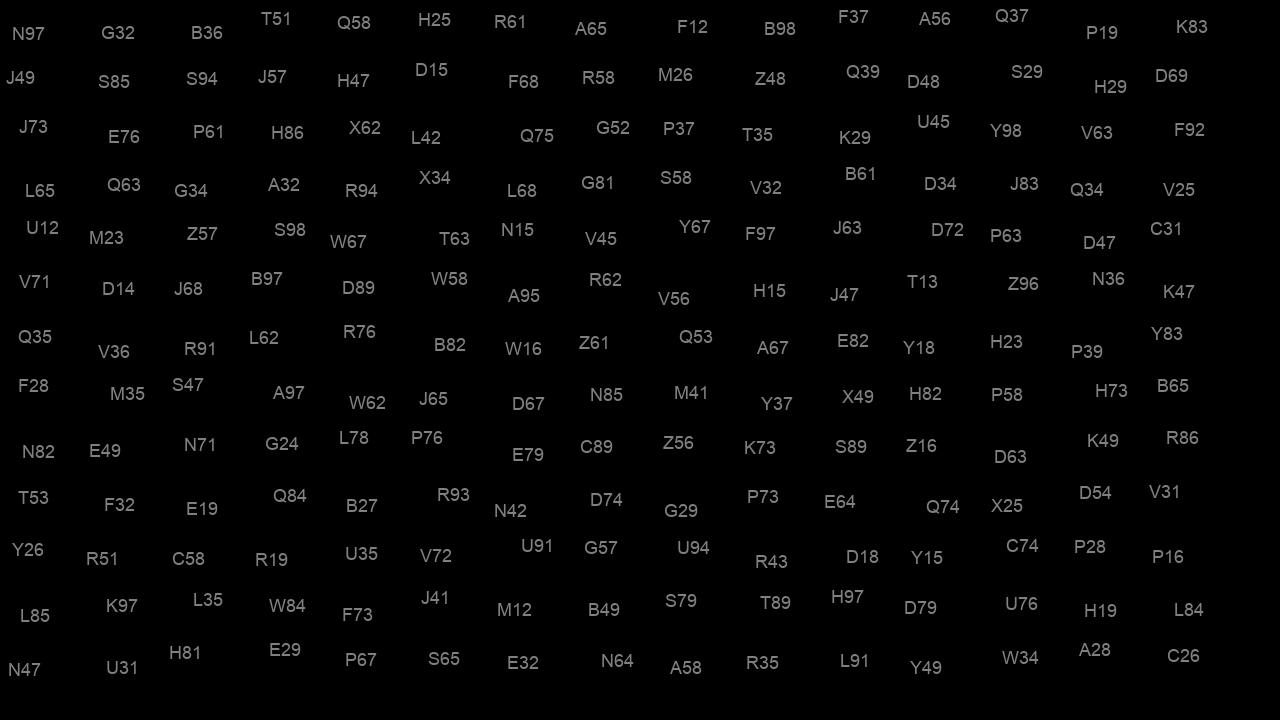 N97 G32 B36 T51 Q58 H25 R61 A65 F12 B98 F37 A56 Q37 P19 K83
J49 S85 S94 J57 H47 D15 F68 R58 M26 Z48 Q39 D48 S29 H29 D69
J73 E76 P61 H86 X62 L42 Q75 G52 P37 T35 K29 U45 Y98 V63 F92
L65 Q63 G34 A32 R94 X34 L68 G81 S58 V32 B61 D34 J83 Q34 V25
U12 M23 Z57 S98 W67 T63 N15 V45 Y67 F97 J63 D72 P63 D47 C31
V71 D14 J68 B97 D89 W58 A95 R62 V56 H15 J47 T13 Z96 N36 K47
Q35 V36 R91 L62 R76 B82 W16 Z61 Q53 A67 E82 Y18 H23 P39 Y83
F28 M35 S47 A97 W62 J65 D67 N85 M41 Y37 X49 H82 P58 H73 B65
N82 E49 N71 G24 L78 P76 E79 C89 Z56 K73 S89 Z16 D63 K49 R86
T53 F32 E19 Q84 B27 R93 N42 D74 G29 P73 E64 Q74 X25 D54 V31
Y26 R51 C58 R19 U35 V72 U91 G57 U94 R43 D18 Y15 C74 P28 P16
L85 K97 L35 W84 F73 J41 M12 B49 S79 T89 H97 D79 U76 H19 L84
N47 U31 H81 E29 P67 S65 E32 N64 A58 R35 L91 Y49 W34 A28 C26